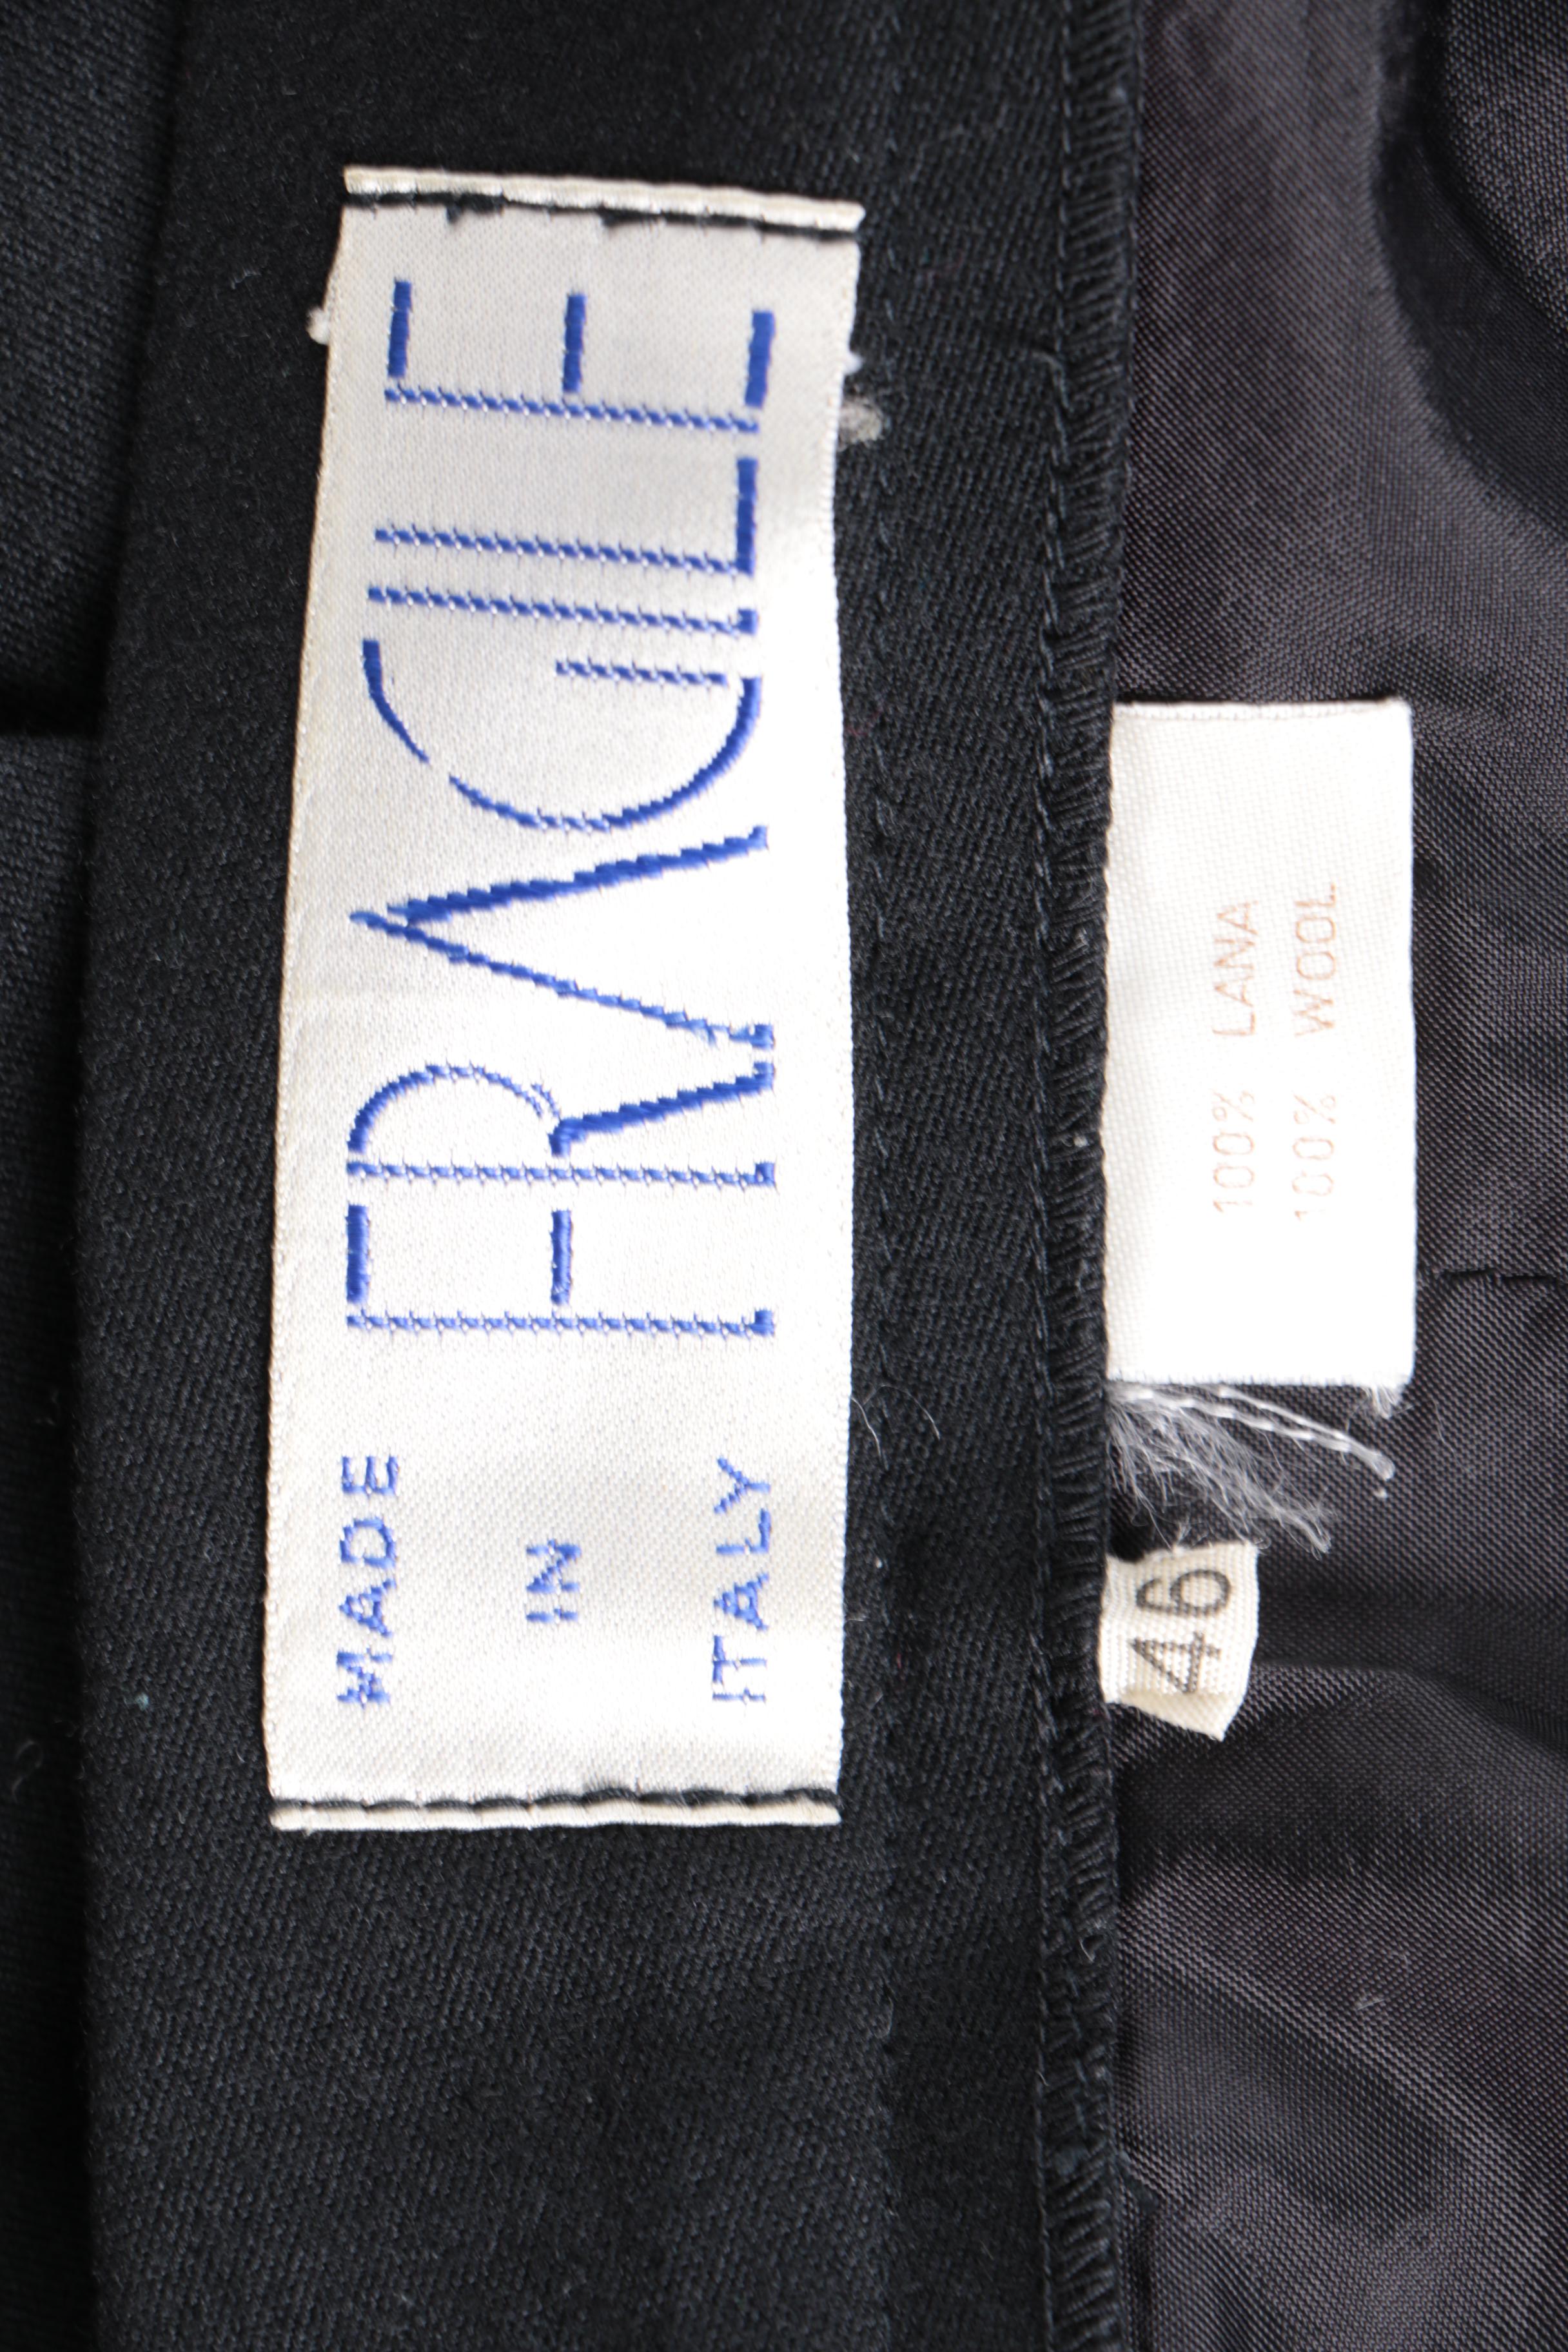 MADE
IN
ITALY
FRAGILE
100% LANA
100% WOOL
46